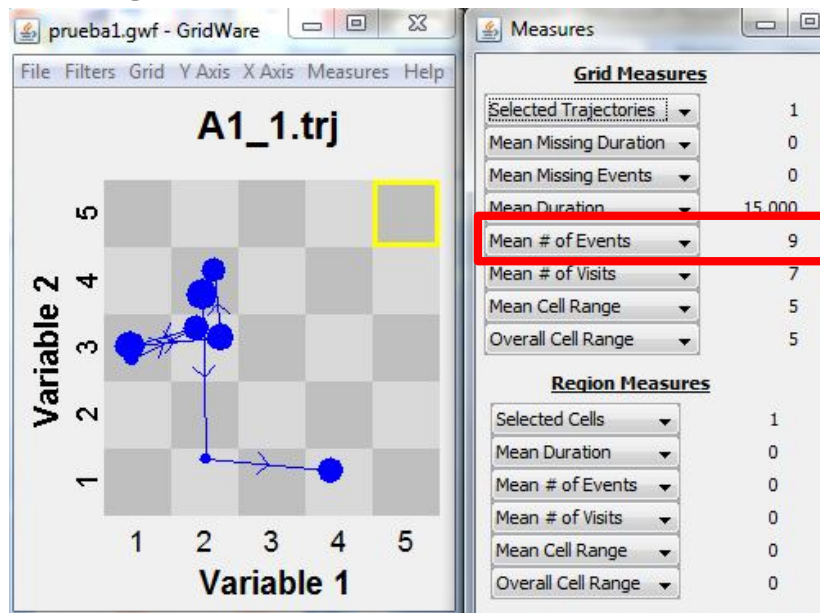 prueba1.gwf - GridWare
File Filters Grid Y Axis X Axis Measures Help
A1_1.trj
5
4
3
2
1
Variable 2
1 2 3 4 5
Variable 1
Measures
Grid Measures
Selected Trajectories 1
Mean Missing Duration 0
Mean Missing Events 0
Mean Duration 15.000
Mean # of Events 9
Mean # of Visits 7
Mean Cell Range 5
Overall Cell Range 5
Region Measures
Selected Cells 1
Mean Duration 0
Mean # of Events 0
Mean # of Visits 0
Mean Cell Range 0
Overall Cell Range 0